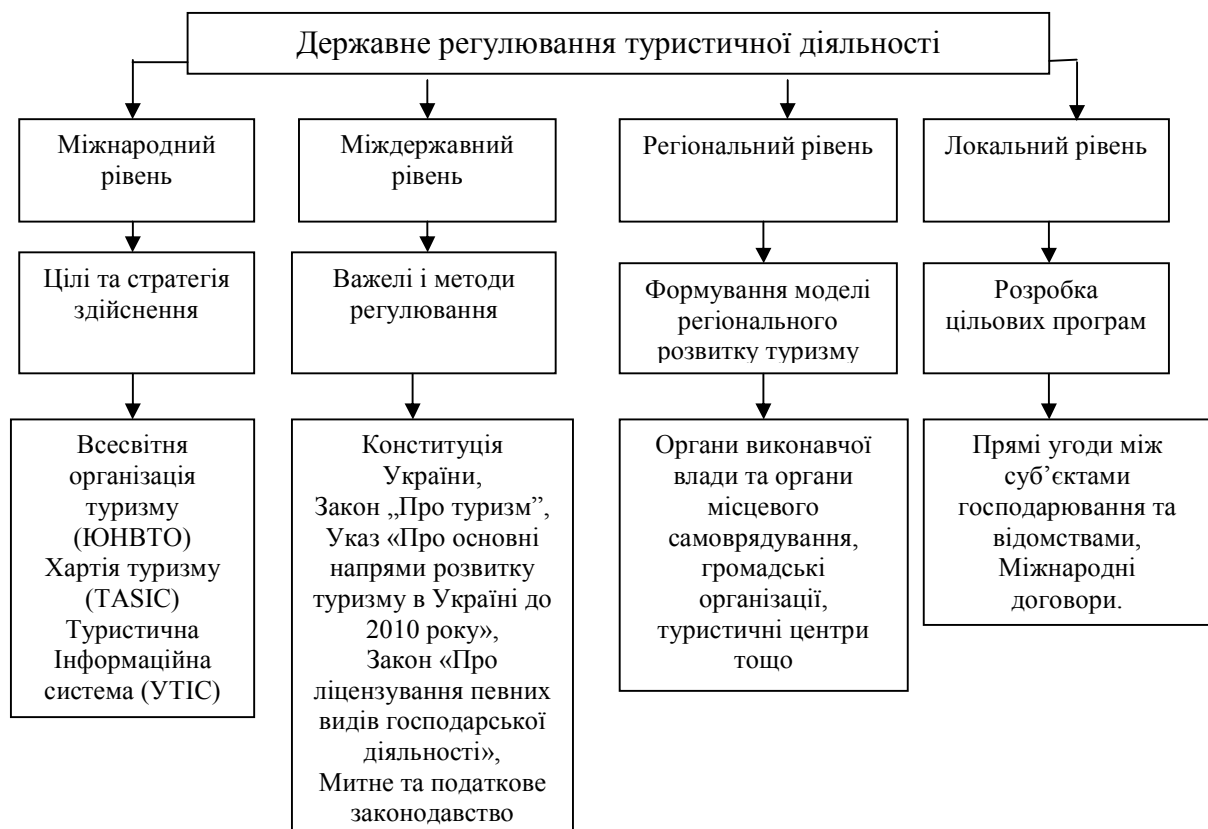 Державне регулювання туристичної діяльності
Міжнародний
рівень
Міждержавний
рівень
Регіональний рівень
Локальний рівень
Цілі та стратегія
здійснення
Важелі і методи
регулювання
Формування моделі
регіонального
розвитку туризму
Розробка
цільових програм
Всесвітня
організація
туризму
(ЮНВТО)
Хартія туризму
(TASIC)
Туристична
Інформаційна
система (УТІС)
Конституція
України,
Закон „Про туризм”,
Указ «Про основні
напрями розвитку
туризму в Україні до
2010 року»,
Закон «Про
ліцензування певних
видів господарської
діяльності»,
Митне та податкове
законодавство
Органи виконавчої
влади та органи
місцевого
самоврядування,
громадські
організації,
туристичні центри
тощо
Прямі угоди між
суб’єктами
господарювання та
відомствами,
Міжнародні
договори.